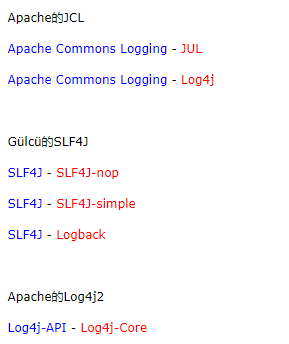 Apache的JCL
Apache Commons Logging - JUL
Apache Commons Logging - Log4j
Gülcü的SLF4J
SLF4J - SLF4J-nop
SLF4J - SLF4J-simple
SLF4J - Logback
Apache的Log4j2
Log4j-API - Log4j-Core